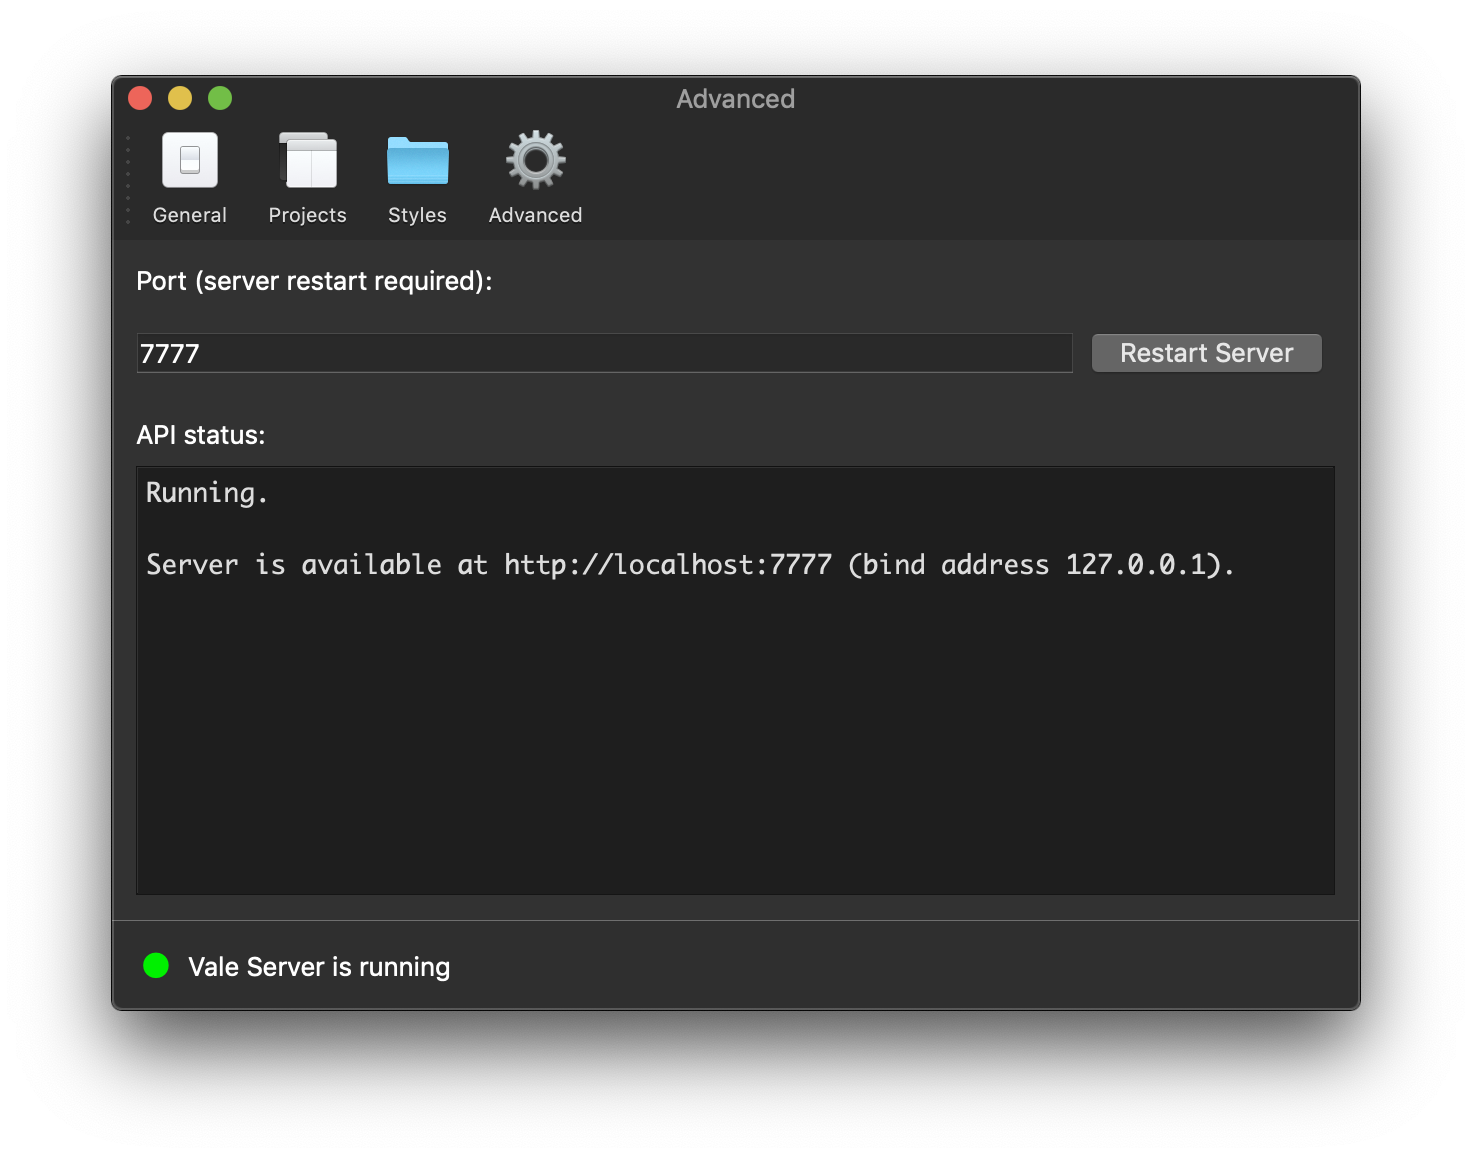 Advanced
General Projects Styles Advanced
Port (server restart required):
7777 Restart Server
API status:
Running.
Server is available at http://localhost:7777 (bind address 127.0.0.1).
Vale Server is running